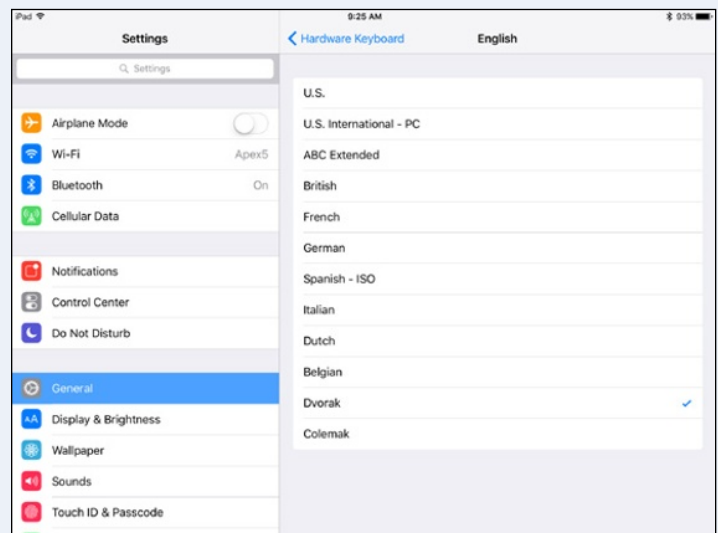 iPad 9:25 AM 93%
Settings
Settings
Airplane Mode
Wi-Fi Apex5
Bluetooth On
Cellular Data
Notifications
Control Center
Do Not Disturb
General
AA Display & Brightness
Wallpaper
Sounds
Touch ID & Passcode
Hardware Keyboard English
U.S.
U.S. International - PC
ABC Extended
British
French
German
Spanish - ISO
Italian
Dutch
Belgian
Dvorak
Colemak